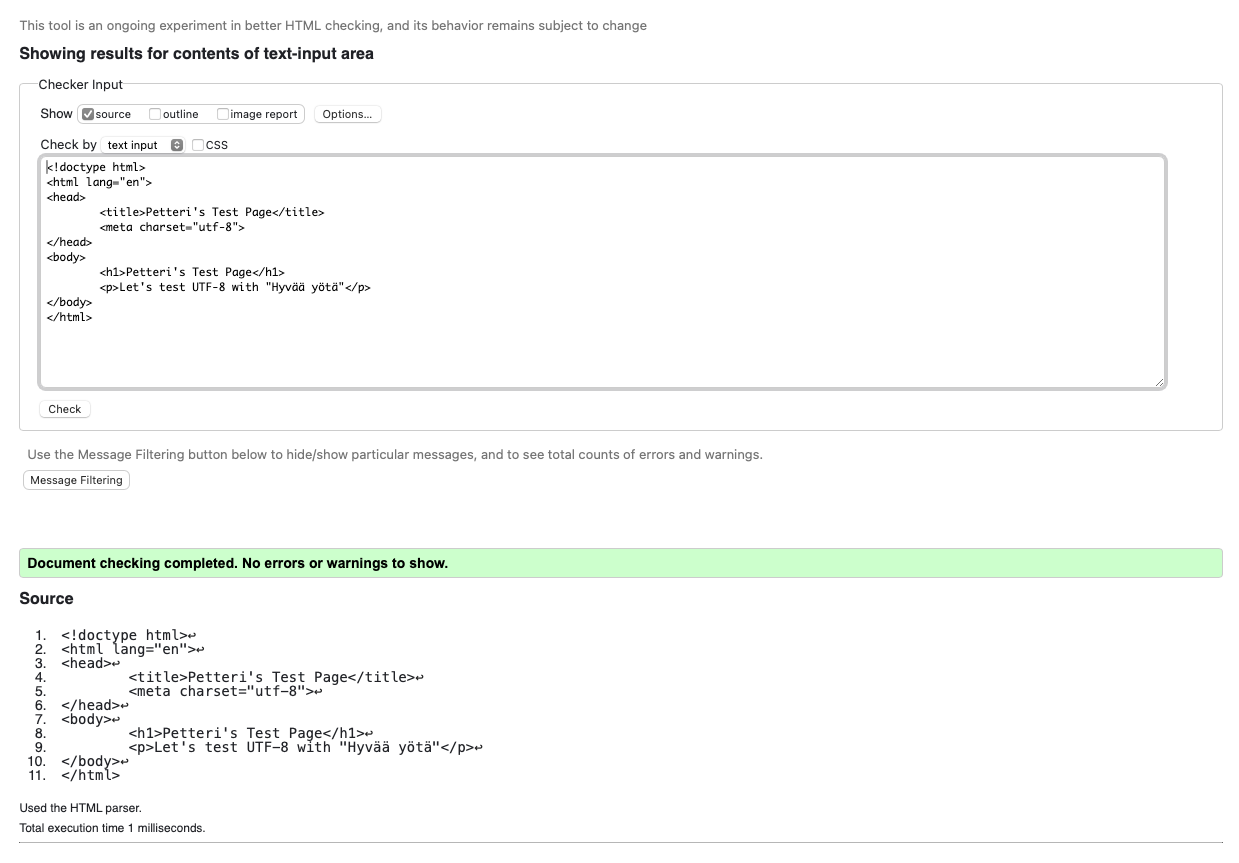 This tool is an ongoing experiment in better HTML checking, and its behavior remains subject to change
Showing results for contents of text-input area
Checker Input
Show source outline image report Options...
Check by text input CSS
<!doctype html>
<html lang="en">
<head>
	<title>Petteri's Test Page</title>
	<meta charset="utf-8">
</head>
<body>
	<h1>Petteri's Test Page</h1>
	<p>Let's test UTF-8 with "Hyvää yötä"</p>
</body>
</html>
Check
Use the Message Filtering button below to hide/show particular messages, and to see total counts of errors and warnings.
Message Filtering
Document checking completed. No errors or warnings to show.
Source
1. <!doctype html>↩
2. <html lang="en">↩
3. <head>↩
4. 	<title>Petteri's Test Page</title>↩
5. 	<meta charset="utf-8">↩
6. </head>↩
7. <body>↩
8. 	<h1>Petteri's Test Page</h1>↩
9. 	<p>Let's test UTF-8 with "Hyvää yötä"</p>↩
10. </body>↩
11. </html>
Used the HTML parser.
Total execution time 1 milliseconds.